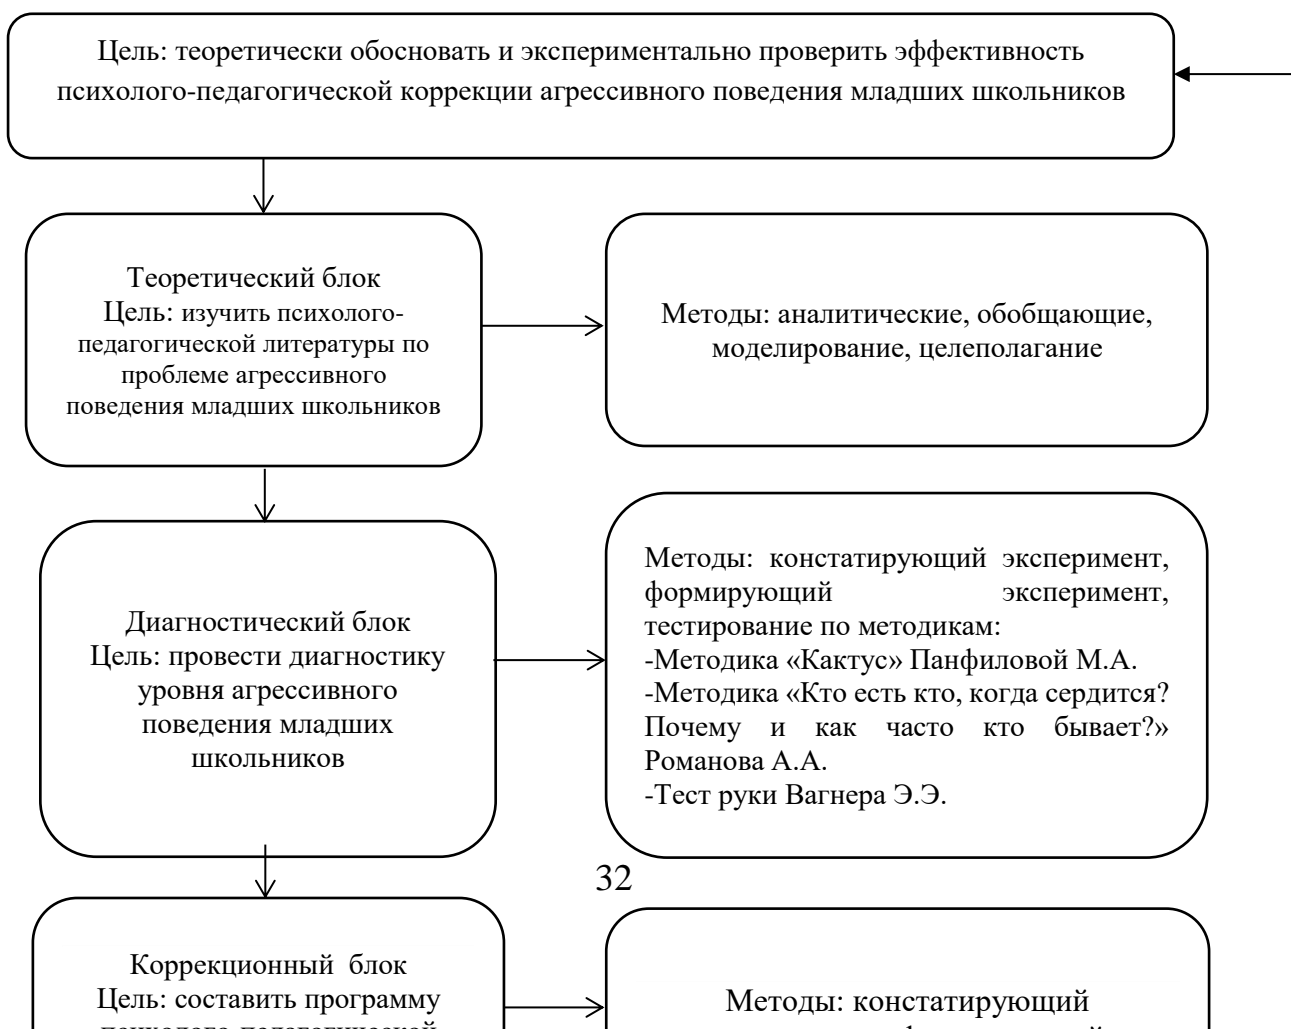 Цель: теоретически обосновать и экспериментально проверить эффективность
психолого-педагогической коррекции агрессивного поведения младших школьников
Теоретический блок
Цель: изучить психолого-
педагогической литературы по
проблеме агрессивного
поведения младших школьников
Методы: аналитические, обобщающие,
моделирование, целеполагание
Диагностический блок
Цель: провести диагностику
уровня агрессивного
поведения младших
школьников
Методы: констатирующий эксперимент,
формирующий эксперимент,
тестирование по методикам:
-Методика «Кактус» Панфиловой М.А.
-Методика «Кто есть кто, когда сердится?
Почему и как часто кто бывает?»
Романова А.А.
-Тест руки Вагнера Э.Э.
32
Коррекционный блок
Цель: составить программу
психолого-педагогической
Методы: констатирующий